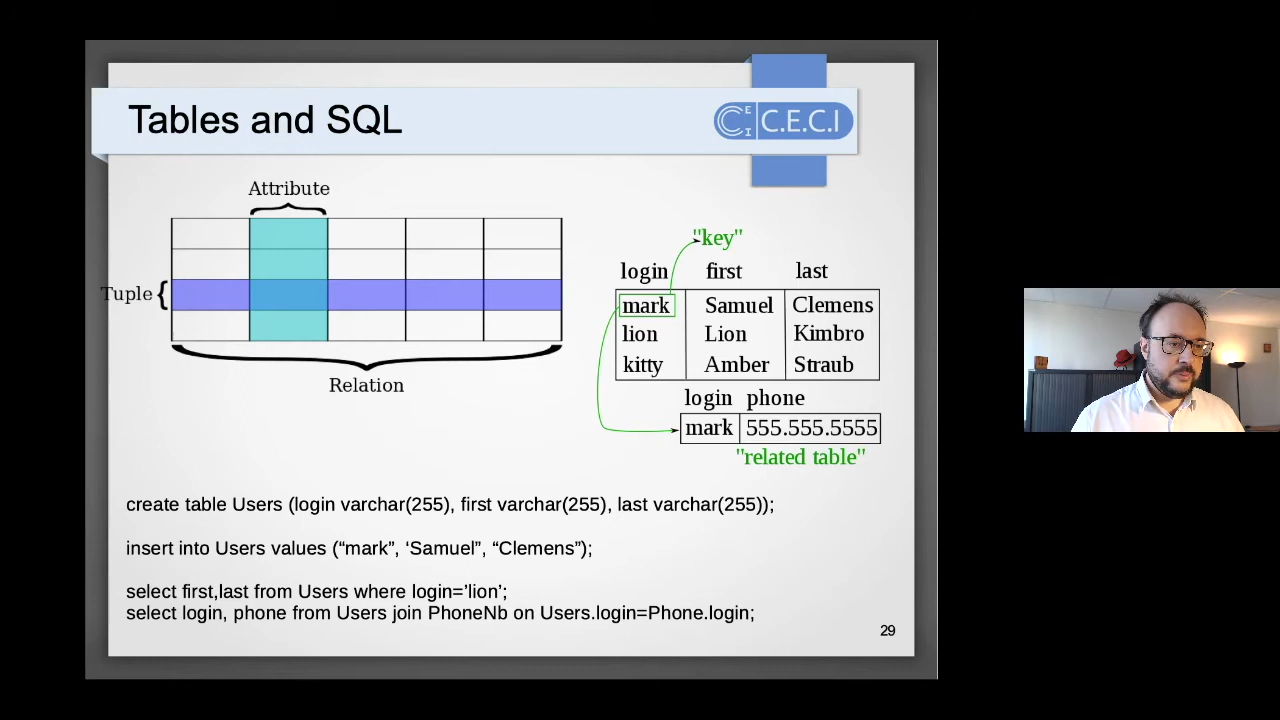 Tables and SQL
C E I C.E.C.I
Attribute
Tuple
Relation
"key"
login first last
mark Samuel Clemens
lion Lion Kimbro
kitty Amber Straub
login phone
mark 555.555.5555
"related table"
create table Users (login varchar(255), first varchar(255), last varchar(255));
insert into Users values (“mark”, ‘Samuel”, “Clemens”);
select first,last from Users where login=’lion’;
select login, phone from Users join PhoneNb on Users.login=Phone.login;
29